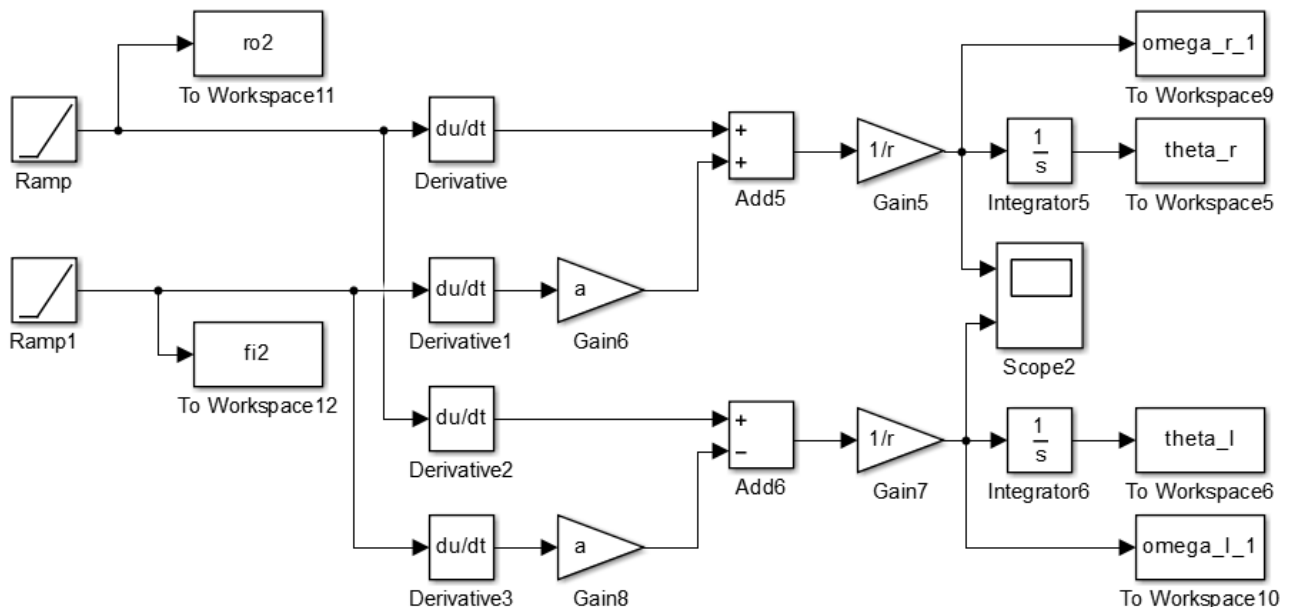 ro2
To Workspace11
omega_r_1
To Workspace9
Ramp
du/dt
Derivative
+
+
Add5
1/r
Gain5
1
s
Integrator5
theta_r
To Workspace5
Ramp1
du/dt
Derivative1
a
Gain6
Scope2
fi2
To Workspace12
du/dt
Derivative2
+
−
Add6
1/r
Gain7
1
s
Integrator6
theta_l
To Workspace6
du/dt
Derivative3
a
Gain8
omega_l_1
To Workspace10